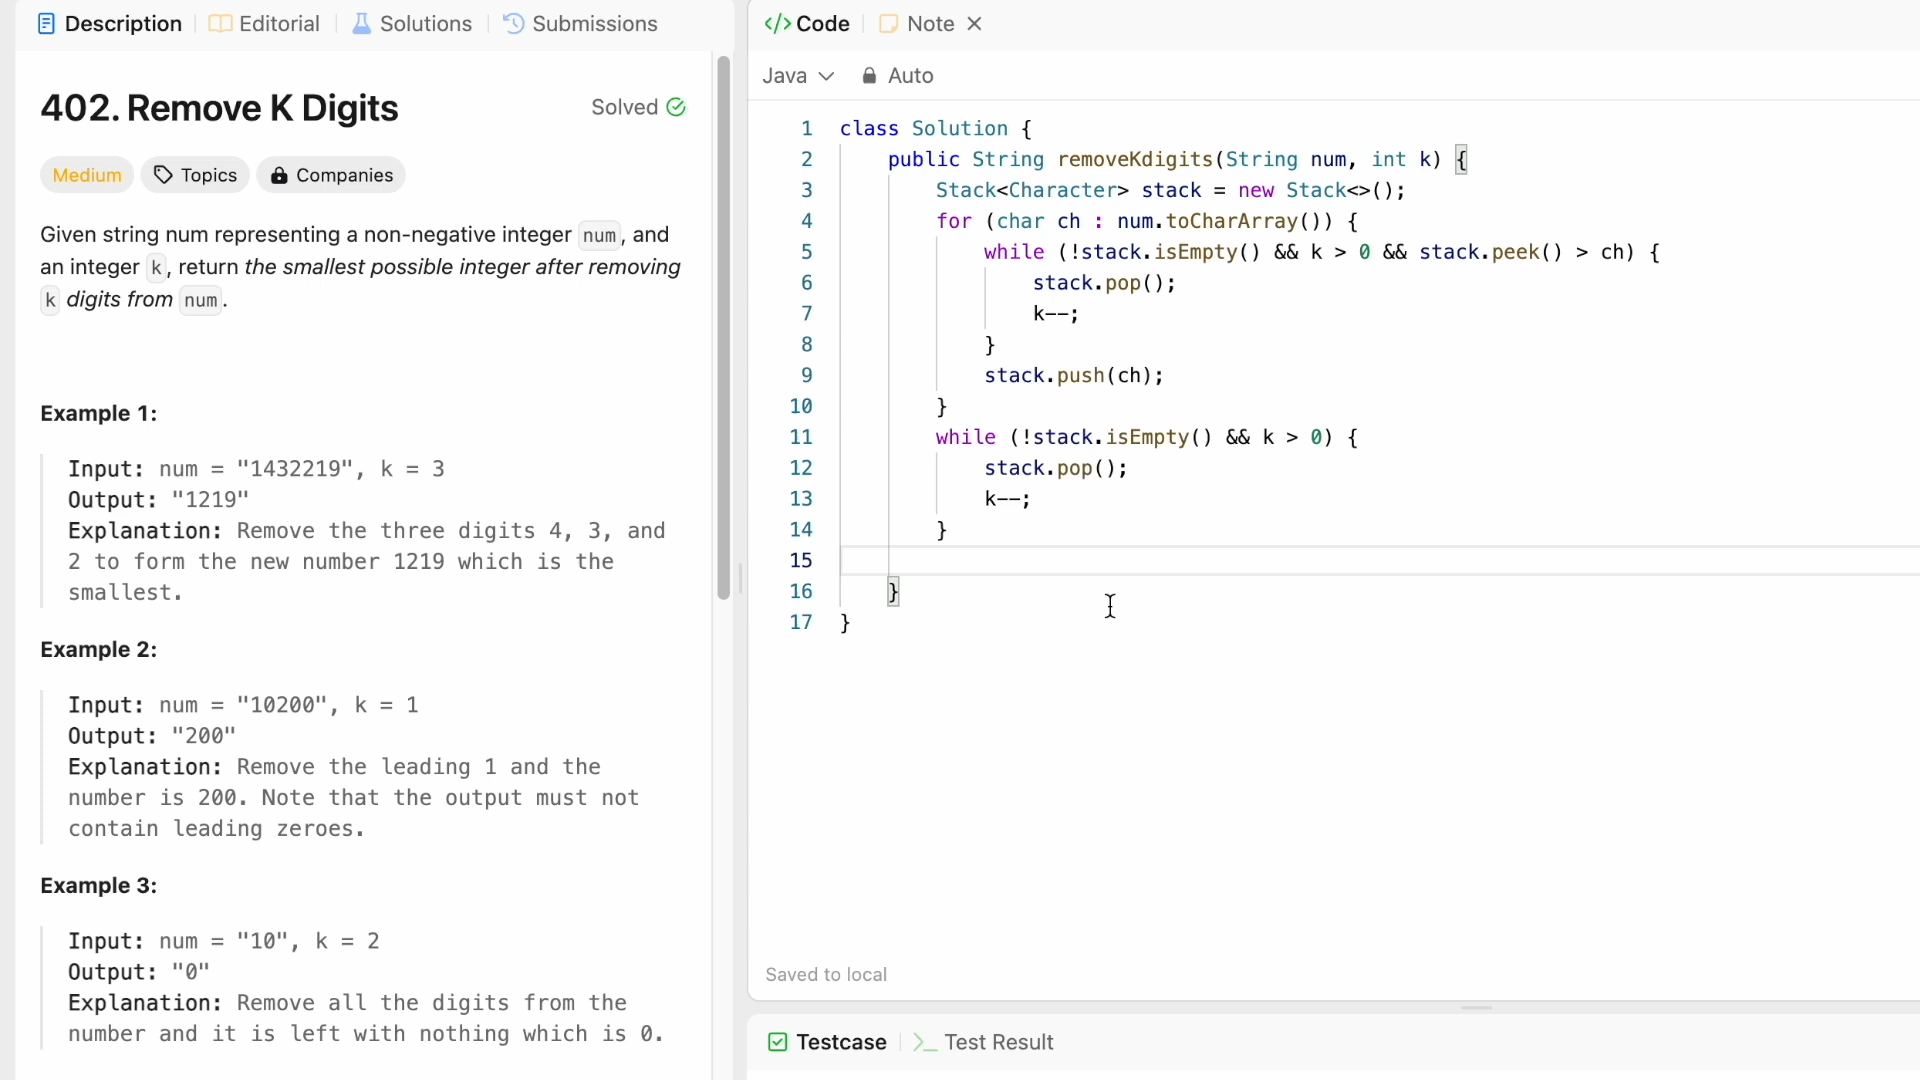 Description
Editorial
Solutions
Submissions
402. Remove K Digits
Solved
Medium
Topics
Companies
Given string num representing a non-negative integer num, and
an integer k, return the smallest possible integer after removing
k digits from num.
Example 1:
Input: num = "1432219", k = 3
Output: "1219"
Explanation: Remove the three digits 4, 3, and
2 to form the new number 1219 which is the
smallest.
Example 2:
Input: num = "10200", k = 1
Output: "200"
Explanation: Remove the leading 1 and the
number is 200. Note that the output must not
contain leading zeroes.
Example 3:
Input: num = "10", k = 2
Output: "0"
Explanation: Remove all the digits from the
number and it is left with nothing which is 0.
</> Code
Note
Java
Auto
1 class Solution {
2 public String removeKdigits(String num, int k) {
3 Stack<Character> stack = new Stack<>();
4 for (char ch : num.toCharArray()) {
5 while (!stack.isEmpty() && k > 0 && stack.peek() > ch) {
6 stack.pop();
7 k--;
8 }
9 stack.push(ch);
10 }
11 while (!stack.isEmpty() && k > 0) {
12 stack.pop();
13 k--;
14 }
15
16 }
17 }
Saved to local
Testcase
>_ Test Result